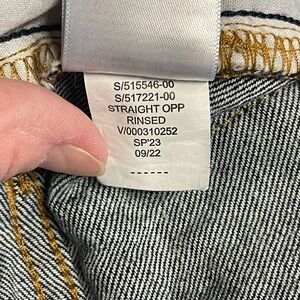 S/515546-00
S/517221-00
STRAIGHT OPP
RINSED
V/000310252
SP'23
09/22
------